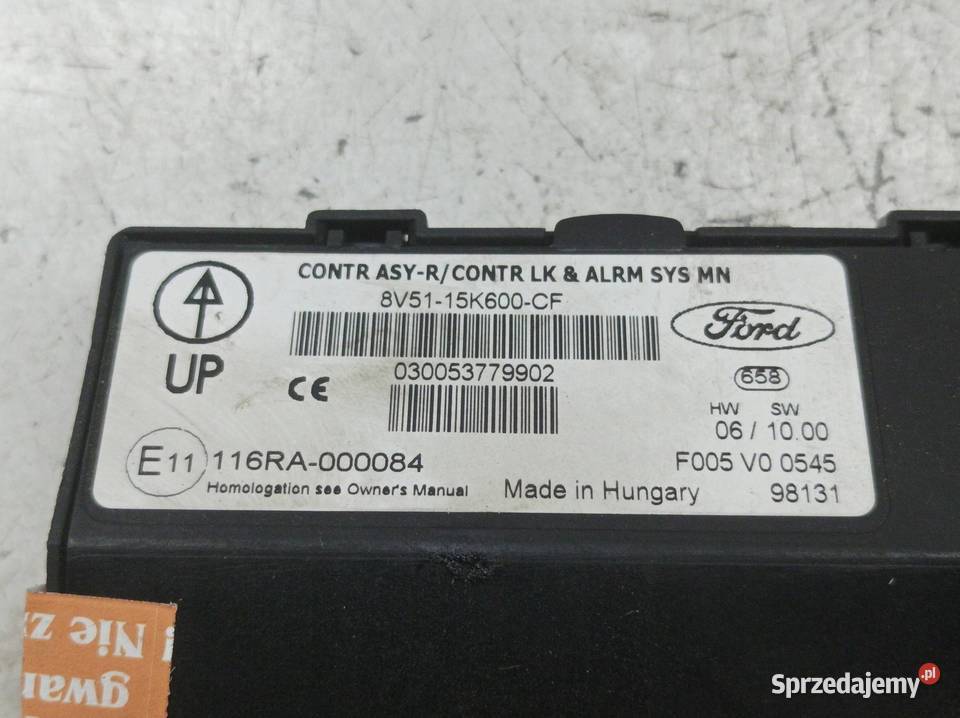 CONTR ASY-R/CONTR LK & ALRM SYS MN
8V51-15K600-CF
Ford
UP
CE
030053779902
658
HW SW
06 / 10.00
E11 116RA-000084
F005 V0 0545
Homologation see Owner's Manual
Made in Hungary
98131
! Nie
Sprzedajemy.pl